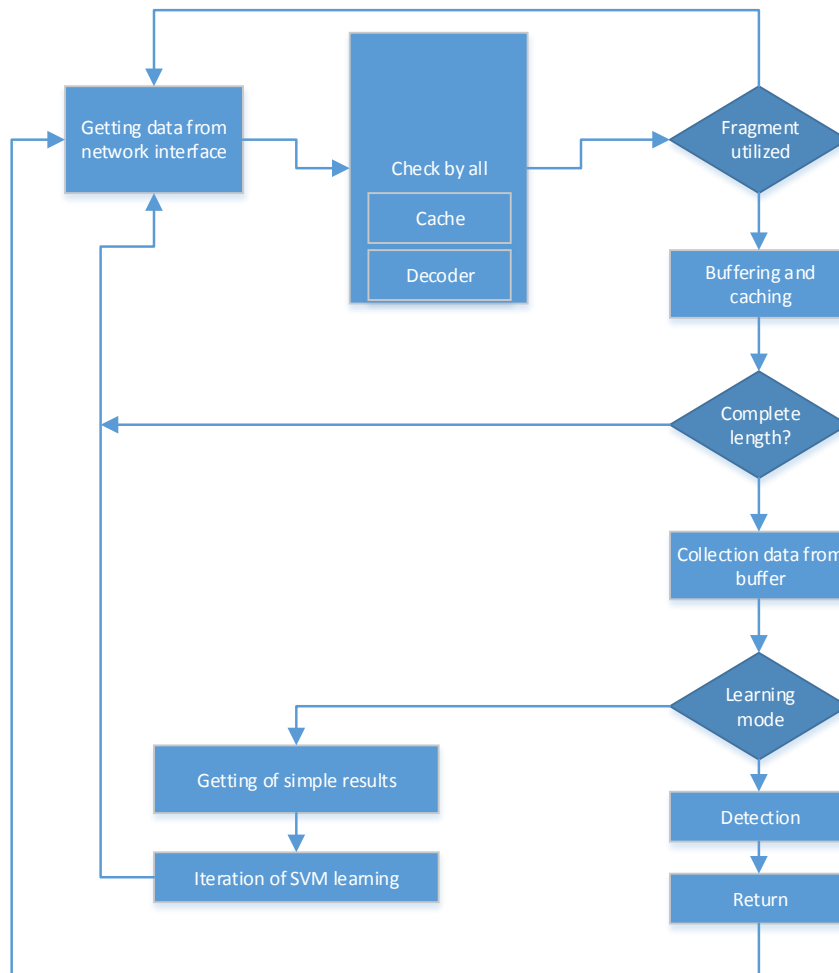 Getting data from
network interface
Check by all
Cache
Decoder
Fragment
utilized
Buffering and
caching
Complete
length?
Collection data from
buffer
Learning
mode
Getting of simple results
Iteration of SVM learning
Detection
Return